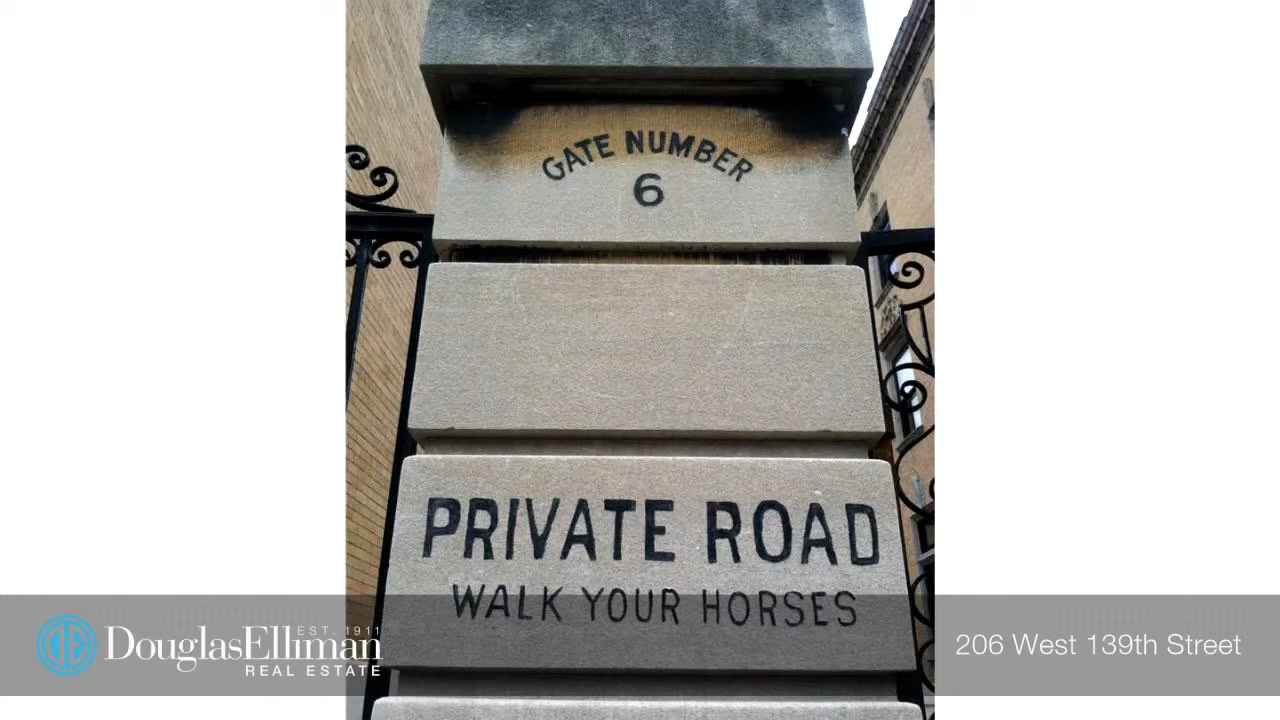 GATE NUMBER
6
PRIVATE ROAD
WALK YOUR HORSES
EST. 1911
DouglasElliman
REAL ESTATE
206 West 139th Street